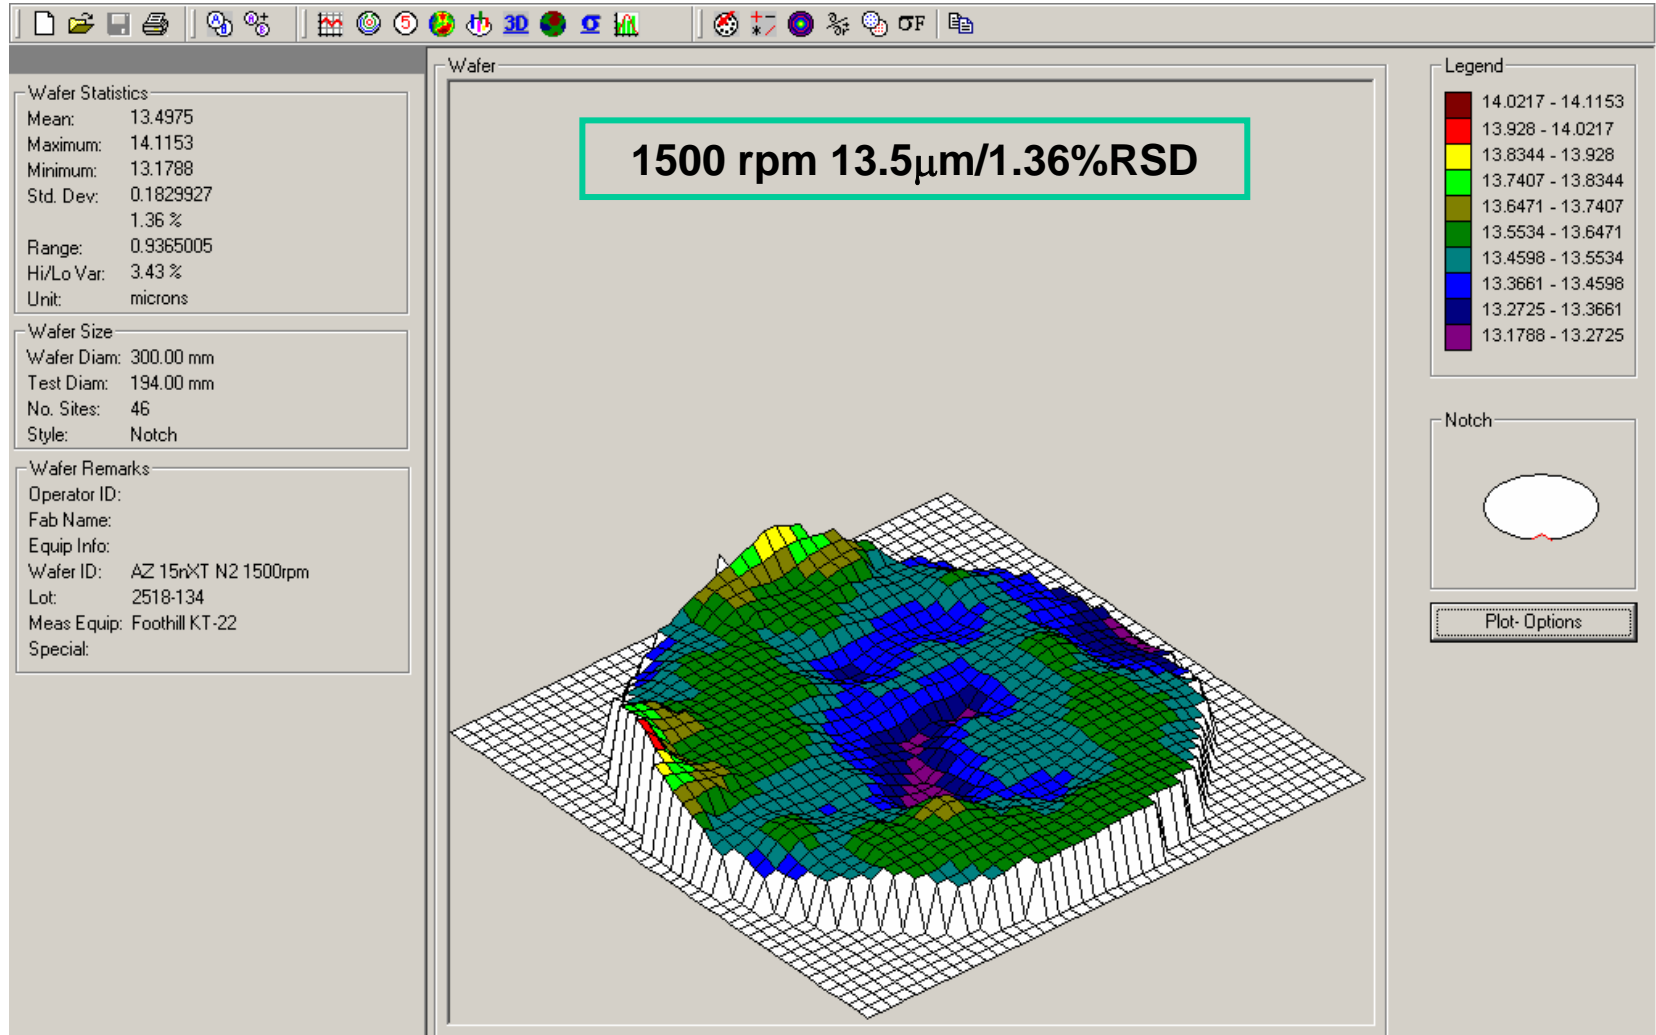 5
3D
σ
σF
Wafer Statistics
Mean: 13.4975
Maximum: 14.1153
Minimum: 13.1788
Std. Dev: 0.1829927
1.36 %
Range: 0.9365005
Hi/Lo Var: 3.43 %
Unit: microns
Wafer Size
Wafer Diam: 300.00 mm
Test Diam: 194.00 mm
No. Sites: 46
Style: Notch
Wafer Remarks
Operator ID:
Fab Name:
Equip Info:
Wafer ID: AZ 15nXT N2 1500rpm
Lot: 2518-134
Meas Equip: Foothill KT-22
Special:
Wafer
1500 rpm 13.5μm/1.36%RSD
Legend
14.0217 - 14.1153
13.928 - 14.0217
13.8344 - 13.928
13.7407 - 13.8344
13.6471 - 13.7407
13.5534 - 13.6471
13.4598 - 13.5534
13.3661 - 13.4598
13.2725 - 13.3661
13.1788 - 13.2725
Notch
Plot- Options